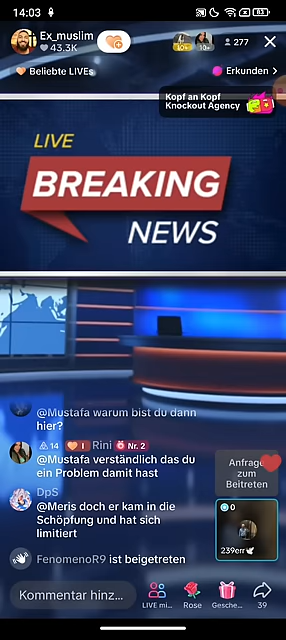 14:03
83
Ex_muslim
43.3K
40+
10+
277
Beliebte LIVEs
Erkunden >
Kopf an Kopf
Knockout Agency
LIVE
BREAKING
NEWS
@Mustafa warum bist du dann
hier?
14
I
Rini
Nr. 2
@Mustafa verständlich das du
ein Problem damit hast
DpS
@Meris doch er kam in die
Schöpfung und hat sich
limitiert
FenomenoR9 ist beigetreten
Anfrage
zum
Beitreten
0
239err
Kommentar hinz...
LIVE mi...
Rose
Gesche...
39